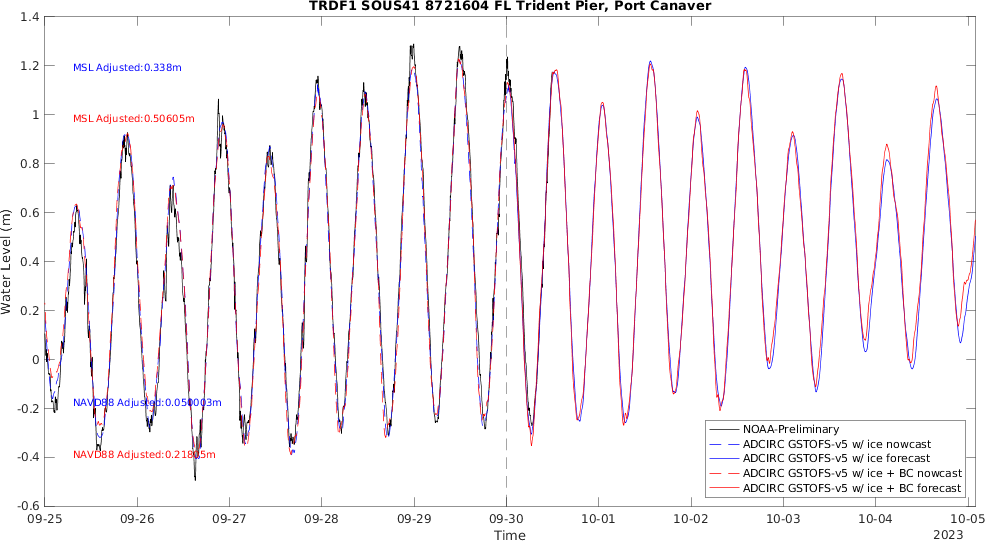 TRDF1 SOUS41 8721604 FL Trident Pier, Port Canaver
1.4
1.2
1
0.8
0.6
0.4
0.2
0
-0.2
-0.4
-0.6
Water Level (m)
MSL Adjusted:0.338m
MSL Adjusted:0.50605m
NAVD88 Adjusted:0.050003m
NAVD88 Adjusted:0.21805m
NOAA-Preliminary
ADCIRC GSTOFS-v5 w/ ice nowcast
ADCIRC GSTOFS-v5 w/ ice forecast
ADCIRC GSTOFS-v5 w/ ice + BC nowcast
ADCIRC GSTOFS-v5 w/ ice + BC forecast
09-25 09-26 09-27 09-28 09-29 09-30 10-01 10-02 10-03 10-04 10-05
Time
2023